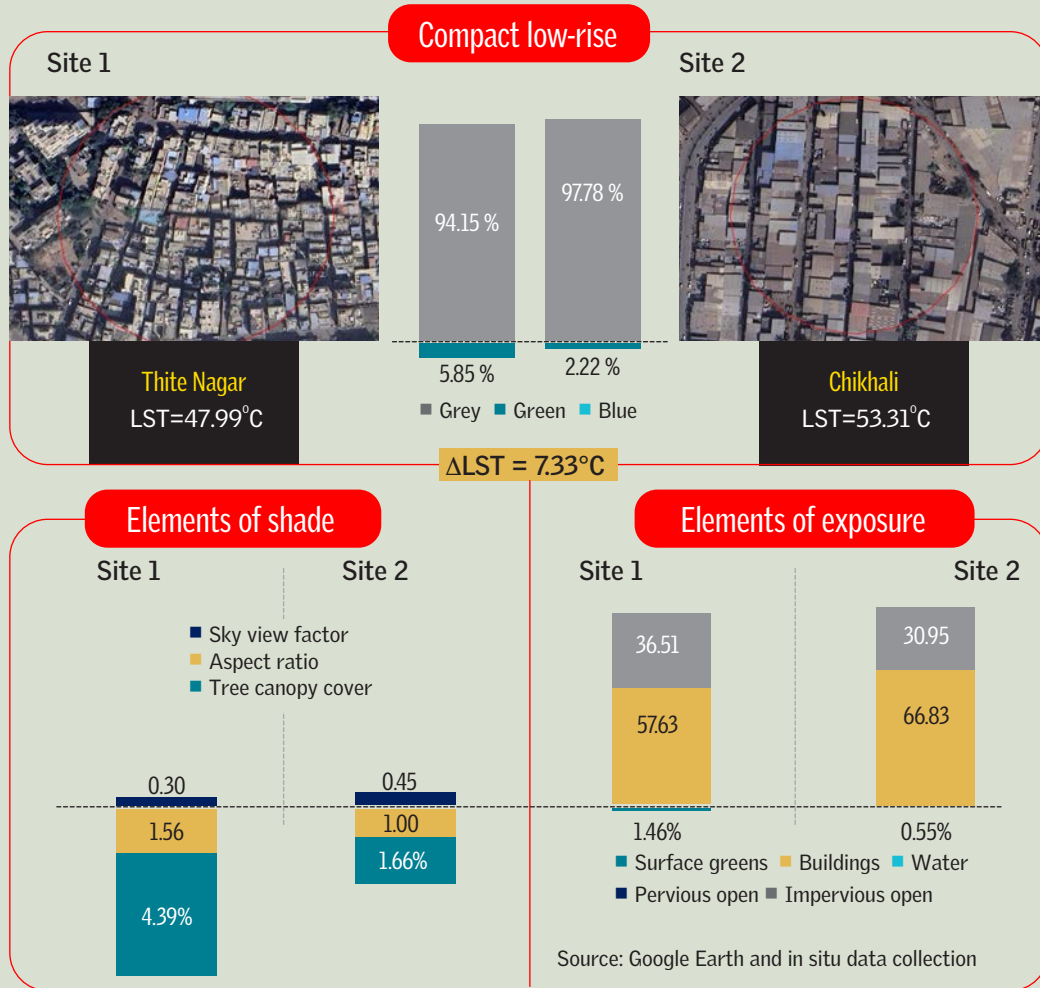 Compact low-rise
Site 1
Site 2
94.15 %
97.78 %
5.85 %
2.22 %
Grey Green Blue
Thite Nagar
LST=47.99⁰C
Chikhali
LST=53.31⁰C
ΔLST = 7.33°C
Elements of shade
Site 1
Site 2
Sky view factor
Aspect ratio
Tree canopy cover
0.30
0.45
1.56
1.00
1.66%
4.39%
Elements of exposure
Site 1
Site 2
36.51
30.95
57.63
66.83
1.46%
0.55%
Surface greens Buildings Water
Pervious open Impervious open
Source: Google Earth and in situ data collection